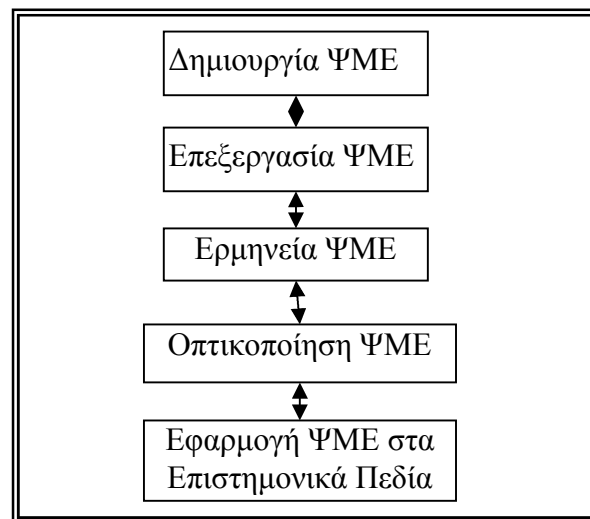 Δημιουργία ΨΜΕ
Επεξεργασία ΨΜΕ
Ερμηνεία ΨΜΕ
Οπτικοποίηση ΨΜΕ
Εφαρμογή ΨΜΕ στα
Επιστημονικά Πεδία